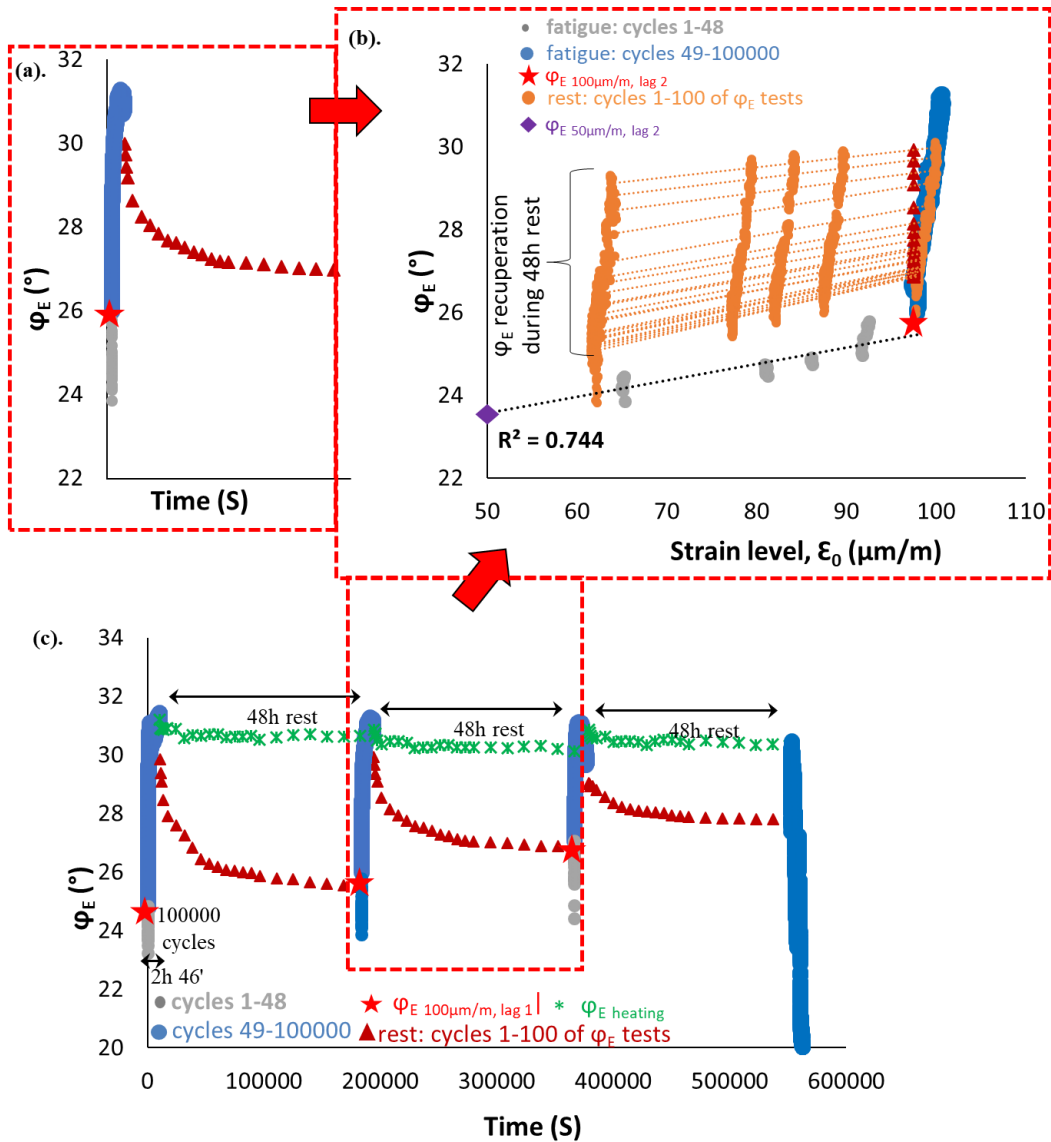 (a).
32
30
28
26
24
22
φE (°)
Time (S)
(b).
fatigue: cycles 1-48
fatigue: cycles 49-100000
φE 100µm/m, lag 2
rest: cycles 1-100 of φE tests
φE 50µm/m, lag 2
32
30
28
26
24
22
φE (°)
φE recuperation
during 48h rest
R² = 0.744
50
60
70
80
90
100
110
Strain level, Ɛ0 (µm/m)
(c).
34
32
30
28
26
24
22
20
φE (°)
48h rest
48h rest
48h rest
100000
cycles
2h 46'
cycles 1-48
φE 100µm/m, lag 1
φE heating
cycles 49-100000
rest: cycles 1-100 of φE tests
0
100000
200000
300000
400000
500000
600000
Time (S)